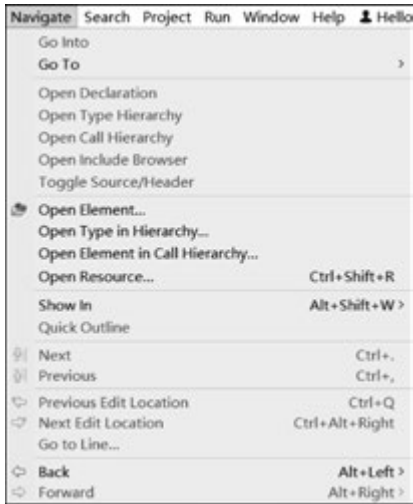 Navigate Search Project Run Window Help Hello
Go Into
Go To >
Open Declaration
Open Type Hierarchy
Open Call Hierarchy
Open Include Browser
Toggle Source/Header
Open Element...
Open Type in Hierarchy...
Open Element in Call Hierarchy...
Open Resource... Ctrl+Shift+R
Show In Alt+Shift+W >
Quick Outline
Next Ctrl+.
Previous Ctrl+,
Previous Edit Location Ctrl+Q
Next Edit Location Ctrl+Alt+Right
Go to Line...
Back Alt+Left >
Forward Alt+Right >